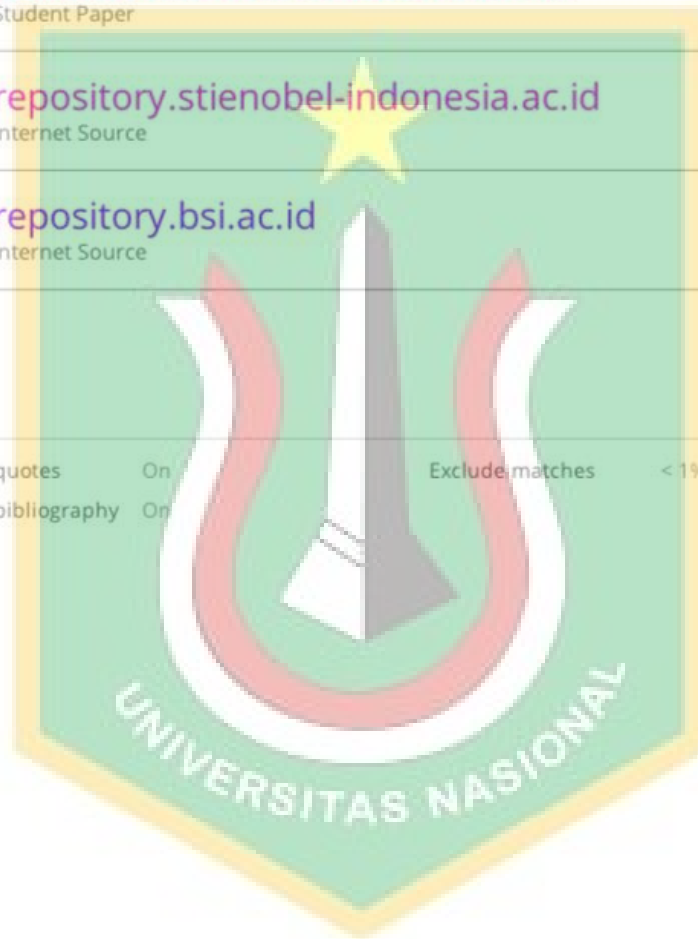 Student Paper
repository.stienobel-indonesia.ac.id
Internet Source
repository.bsi.ac.id
Internet Source
quotes On Exclude matches < 1%
bibliography On
UNIVERSITAS NASIONAL